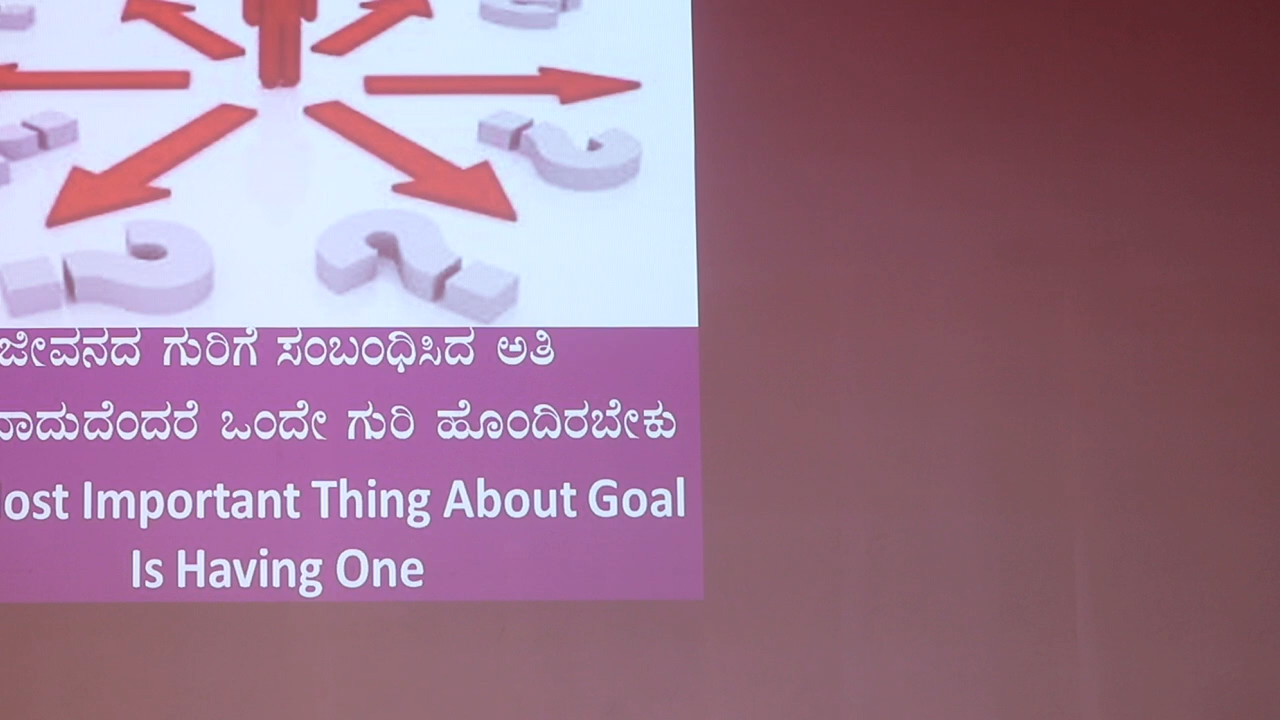 ಜೀವನದ ಗುರಿಗೆ ಸಂಬಂಧಿಸಿದ ಅತಿ
ಒಂದೇ ಗುರಿ ಹೊಂದಿರಬೇಕು
Important Thing About Goal
Is Having One